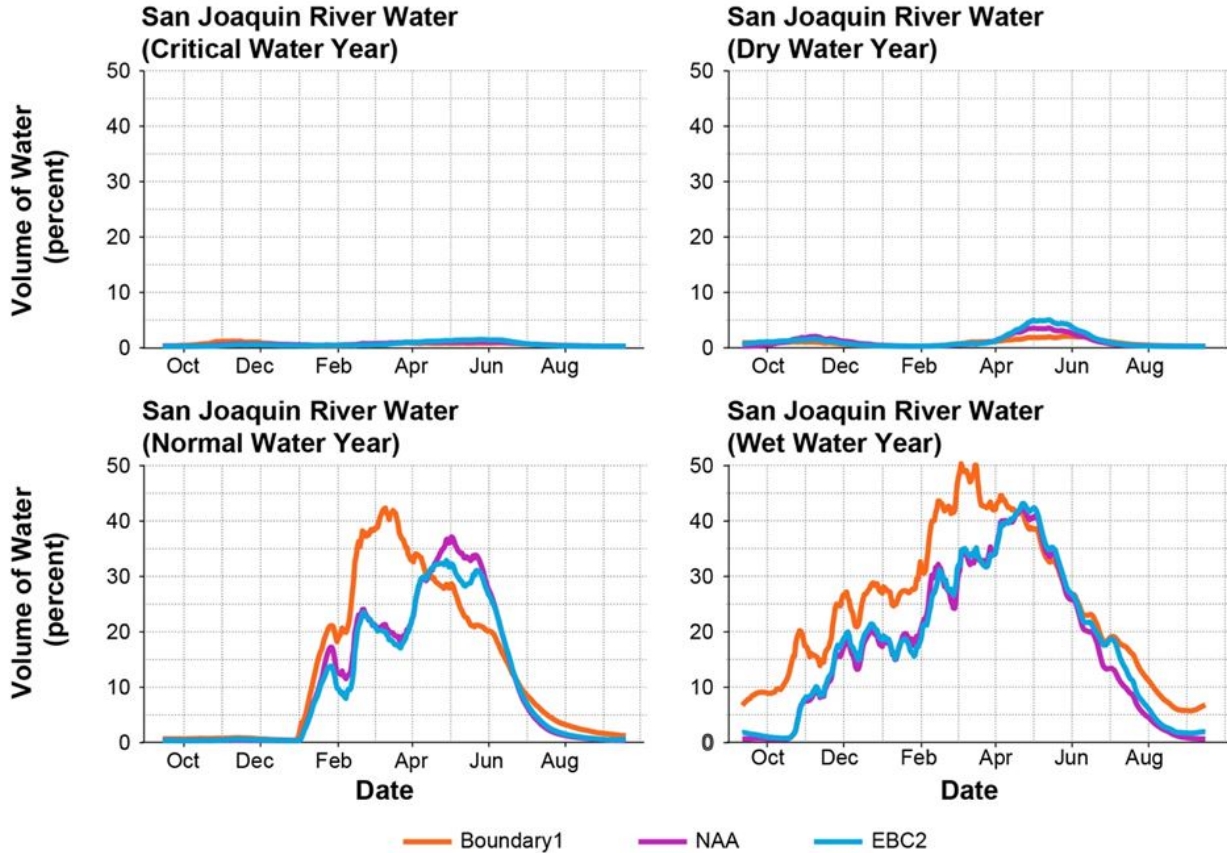 San Joaquin River Water
(Critical Water Year)
San Joaquin River Water
(Dry Water Year)
Volume of Water
(percent)
50
40
30
20
10
0
Oct Dec Feb Apr Jun Aug
50
40
30
20
10
0
Oct Dec Feb Apr Jun Aug
San Joaquin River Water
(Normal Water Year)
San Joaquin River Water
(Wet Water Year)
Volume of Water
(percent)
50
40
30
20
10
0
Oct Dec Feb Apr Jun Aug
Date
50
40
30
20
10
0
Oct Dec Feb Apr Jun Aug
Date
Boundary1 NAA EBC2